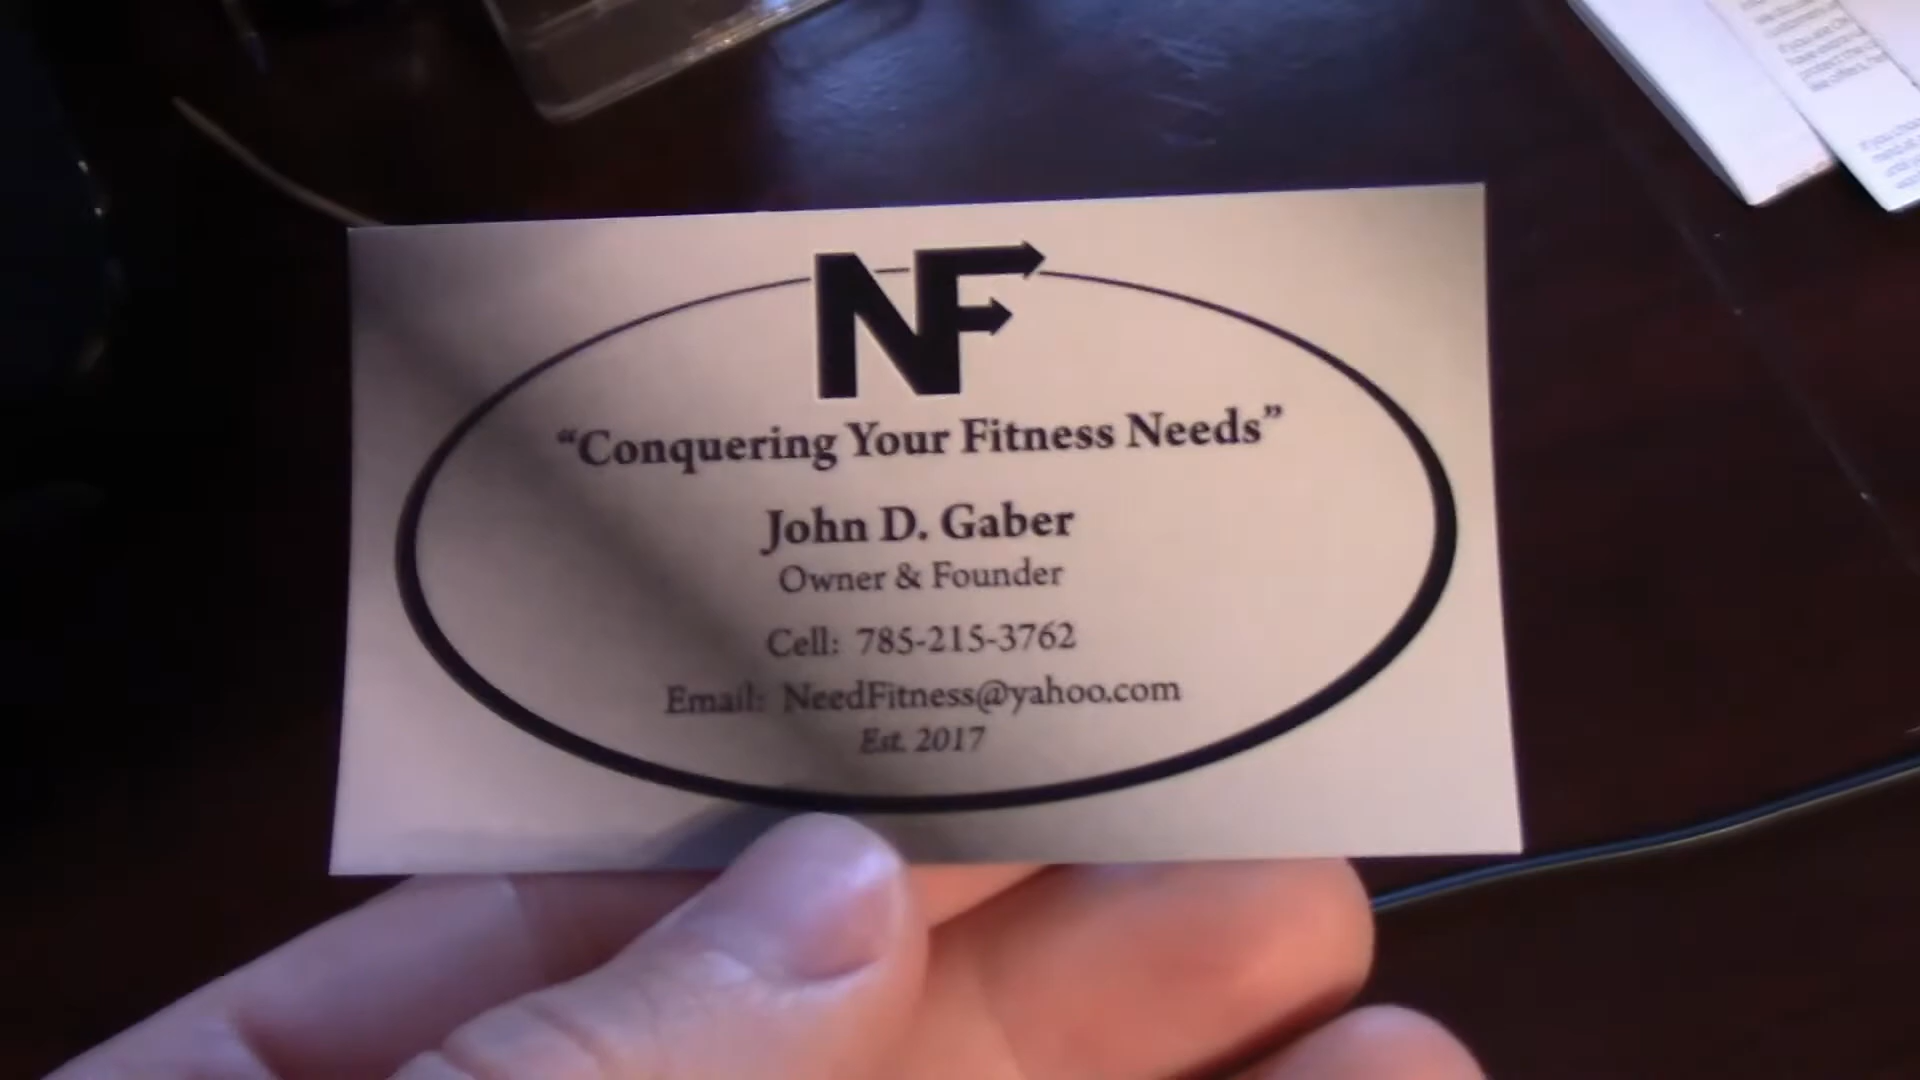 NF
“Conquering Your Fitness Needs”
John D. Gaber
Owner & Founder
Cell: 785-215-3762
Email: NeedFitness@yahoo.com
Est. 2017